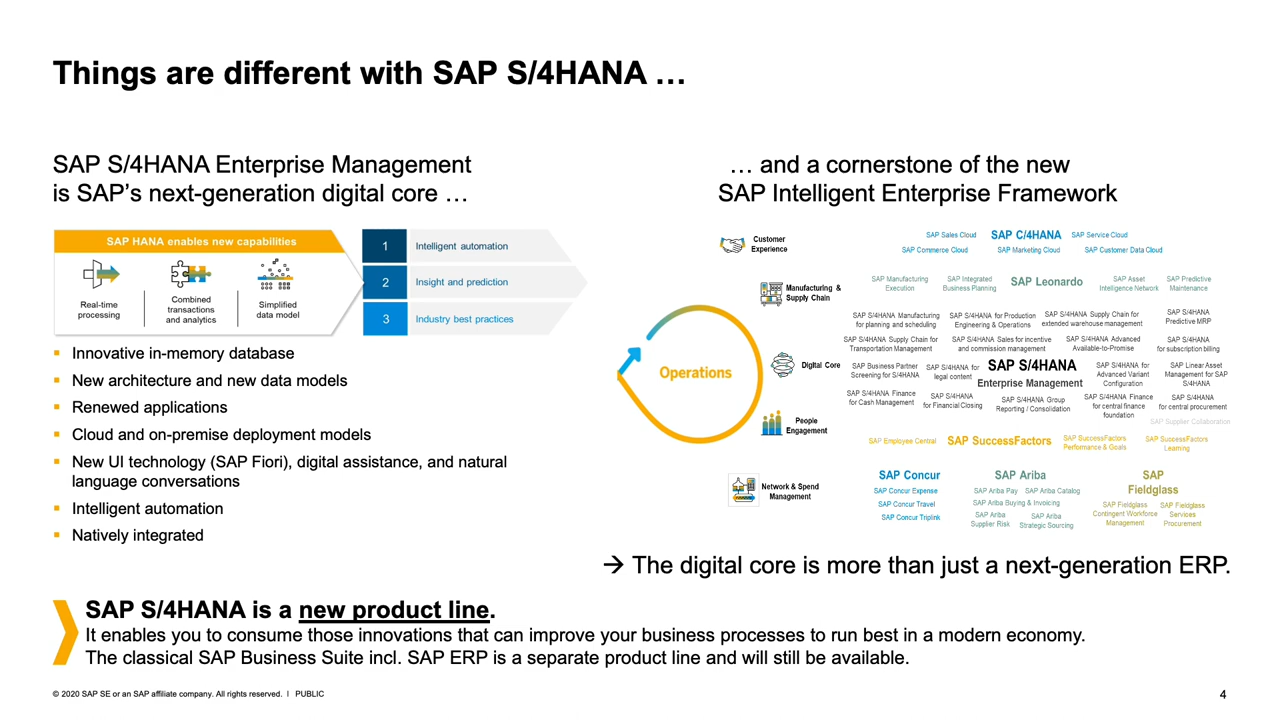 Things are different with SAP S/4HANA …
SAP S/4HANA Enterprise Management
is SAP’s next-generation digital core …
SAP HANA enables new capabilities
Real-time
processing
Combined
transactions
and analytics
Simplified
data model
1 Intelligent automation
2 Insight and prediction
3 Industry best practices
▪ Innovative in-memory database
▪ New architecture and new data models
▪ Renewed applications
▪ Cloud and on-premise deployment models
▪ New UI technology (SAP Fiori), digital assistance, and natural
language conversations
▪ Intelligent automation
▪ Natively integrated
… and a cornerstone of the new
SAP Intelligent Enterprise Framework
Operations
Customer
Experience
SAP Sales Cloud SAP C/4HANA SAP Service Cloud
SAP Commerce Cloud SAP Marketing Cloud SAP Customer Data Cloud
Manufacturing &
Supply Chain
SAP Manufacturing
Execution
SAP Integrated
Business Planning
SAP Leonardo
SAP Asset
Intelligence Network
SAP Predictive
Maintenance
Digital Core
SAP S/4HANA Manufacturing
for planning and scheduling
SAP S/4HANA for Production
Engineering & Operations
SAP S/4HANA Supply Chain for
extended warehouse management
SAP S/4HANA
Predictive MRP
SAP S/4HANA Supply Chain for
Transportation Management
SAP S/4HANA Sales for incentive
and commission management
SAP S/4HANA Advanced
Available-to-Promise
SAP S/4HANA
for subscription billing
SAP Business Partner
Screening for S/4HANA
SAP S/4HANA for
legal content
SAP S/4HANA
Enterprise Management
SAP S/4HANA for
Advanced Variant
Configuration
SAP Linear Asset
Management for SAP
S/4HANA
SAP S/4HANA Finance
for Cash Management
SAP S/4HANA
for Financial Closing
SAP S/4HANA Group
Reporting / Consolidation
SAP S/4HANA Finance
for central finance
foundation
SAP S/4HANA
for central procurement
SAP Supplier Collaboration
People
Engagement
SAP Employee Central
SAP SuccessFactors
SAP SuccessFactors
Performance & Goals
SAP SuccessFactors
Learning
Network & Spend
Management
SAP Concur
SAP Concur Expense
SAP Concur Travel
SAP Concur Triplink
SAP Ariba
SAP Ariba Pay SAP Ariba Catalog
SAP Ariba Buying & Invoicing
SAP Ariba
Supplier Risk
SAP Ariba
Strategic Sourcing
SAP
Fieldglass
SAP Fieldglass
Contingent Workforce
Management
SAP Fieldglass
Services
Procurement
→ The digital core is more than just a next-generation ERP.
SAP S/4HANA is a new product line.
It enables you to consume those innovations that can improve your business processes to run best in a modern economy.
The classical SAP Business Suite incl. SAP ERP is a separate product line and will still be available.
© 2020 SAP SE or an SAP affiliate company. All rights reserved. I PUBLIC
4